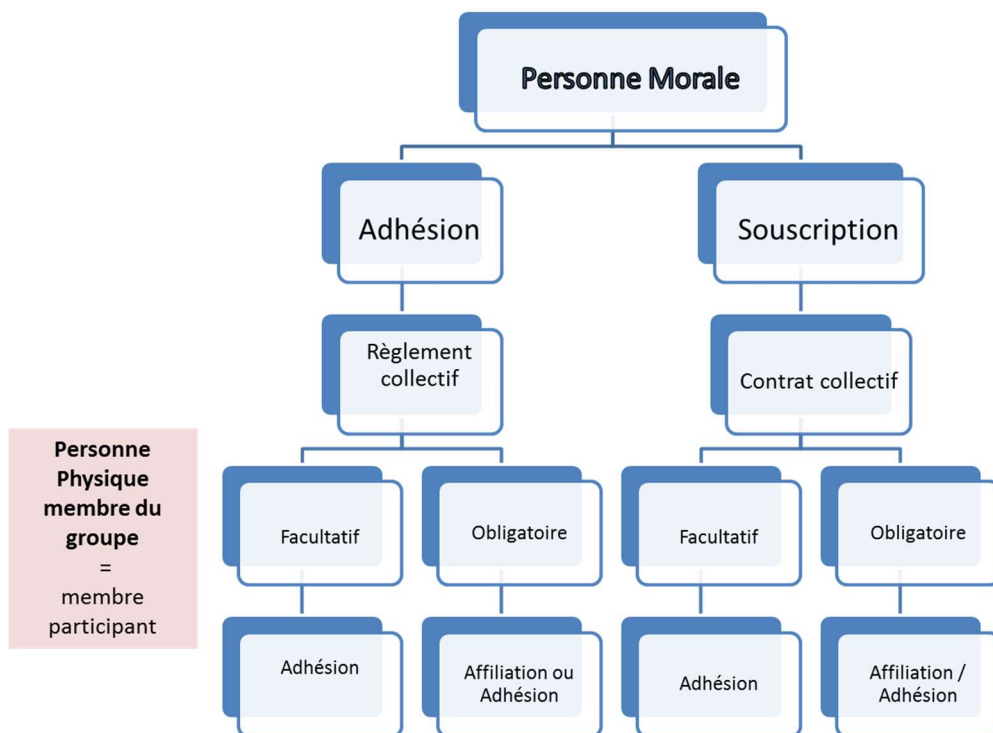 Personne Morale
Adhésion
Souscription
Règlement
collectif
Contrat collectif
Personne
Physique
membre du
groupe
=
membre
participant
Facultatif
Obligatoire
Facultatif
Obligatoire
Adhésion
Affiliation ou
Adhésion
Adhésion
Affiliation /
Adhésion